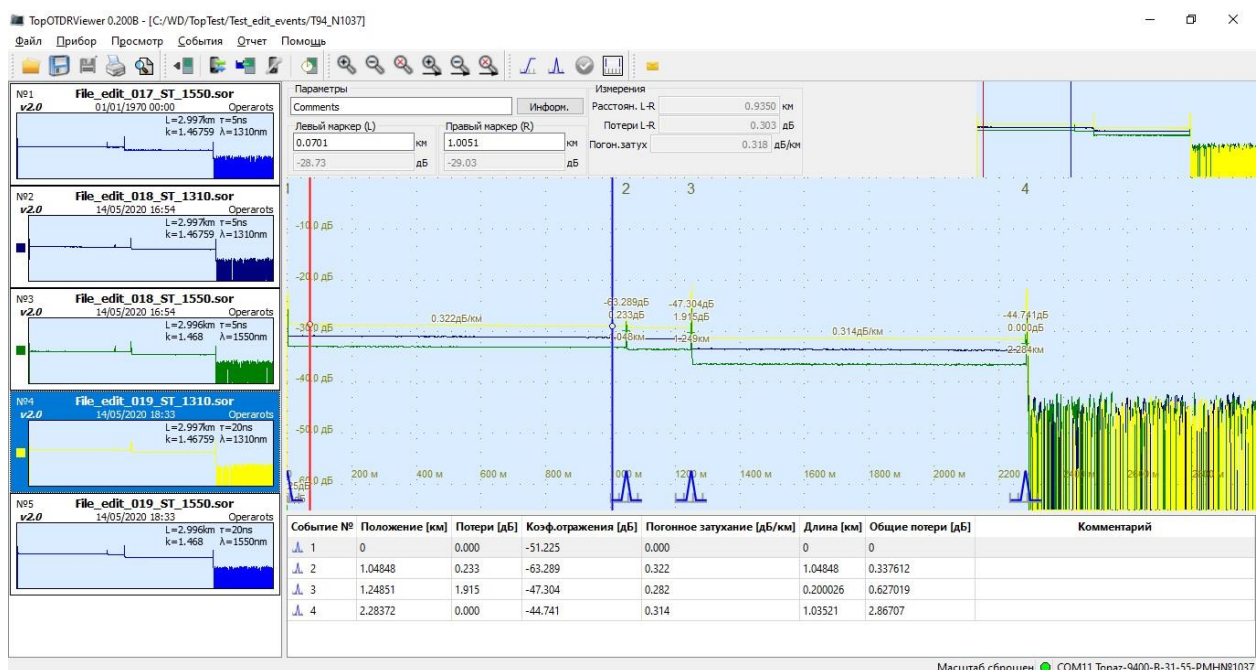 TopOTDRViewer 0.200B - [C:/WD/TopTest/Test_edit_events/T94_N1037]
Файл Прибор Просмотр События Отчет Помощь
№1 File_edit_017_ST_1550.sor
v2.0 01/01/1970 00:00 Operarots
L=2.997km τ=5ns
k=1.46759 λ=1310nm
№2 File_edit_018_ST_1310.sor
v2.0 14/05/2020 16:54 Operarots
L=2.997km τ=5ns
k=1.46759 λ=1310nm
№3 File_edit_018_ST_1550.sor
v2.0 14/05/2020 16:54 Operarots
L=2.996km τ=5ns
k=1.468 λ=1550nm
№4 File_edit_019_ST_1310.sor
v2.0 14/05/2020 18:33 Operarots
L=2.997km τ=20ns
k=1.46759 λ=1310nm
№5 File_edit_019_ST_1550.sor
v2.0 14/05/2020 18:33 Operarots
L=2.996km τ=20ns
k=1.468 λ=1550nm
Параметры
Comments Информ.
Левый маркер (L) Правый маркер (R)
0.0701 км 1.0051 км
-28.73 дБ -29.03 дБ
Измерения
Расстоян. L-R 0.9350 км
Потери L-R 0.303 дБ
Погон.затух 0.318 дБ/км
1 2 3 4
-10.0 дБ
-20.0 дБ
-63.289дБ -47.304дБ -44.741дБ
0.322дБ/км 0.233дБ 1.915дБ 0.314дБ/км 0.000дБ
-30.0 дБ
.048км 1.249км 2.284км
-40.0 дБ
-50.0 дБ
200 м 400 м 600 м 800 м 1000 м 1200 м 1400 м 1600 м 1800 м 2000 м 2200
-60.0 дБ
Событие № Положение [км] Потери [дБ] Коэф.отражения [дБ] Погонное затухание [дБ/км] Длина [км] Общие потери [дБ] Комментарий
1 0 0.000 -51.225 0.000 0 0
2 1.04848 0.233 -63.289 0.322 1.04848 0.337612
3 1.24851 1.915 -47.304 0.282 0.200026 0.627019
4 2.28372 0.000 -44.741 0.314 1.03521 2.86707
Масштаб сброшен COM11 Topaz-9400-B-31-55-PMH№1037